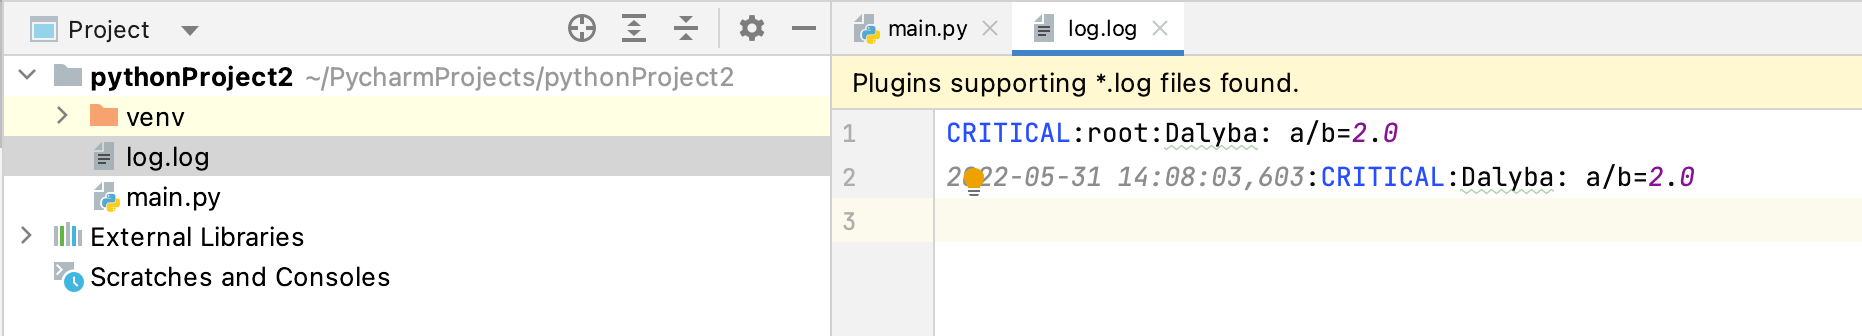 Project
main.py
log.log
pythonProject2 ~/PycharmProjects/pythonProject2
venv
log.log
main.py
External Libraries
Scratches and Consoles
Plugins supporting *.log files found.
1 CRITICAL:root:Dalyba: a/b=2.0
2 2022-05-31 14:08:03,603:CRITICAL:Dalyba: a/b=2.0
3